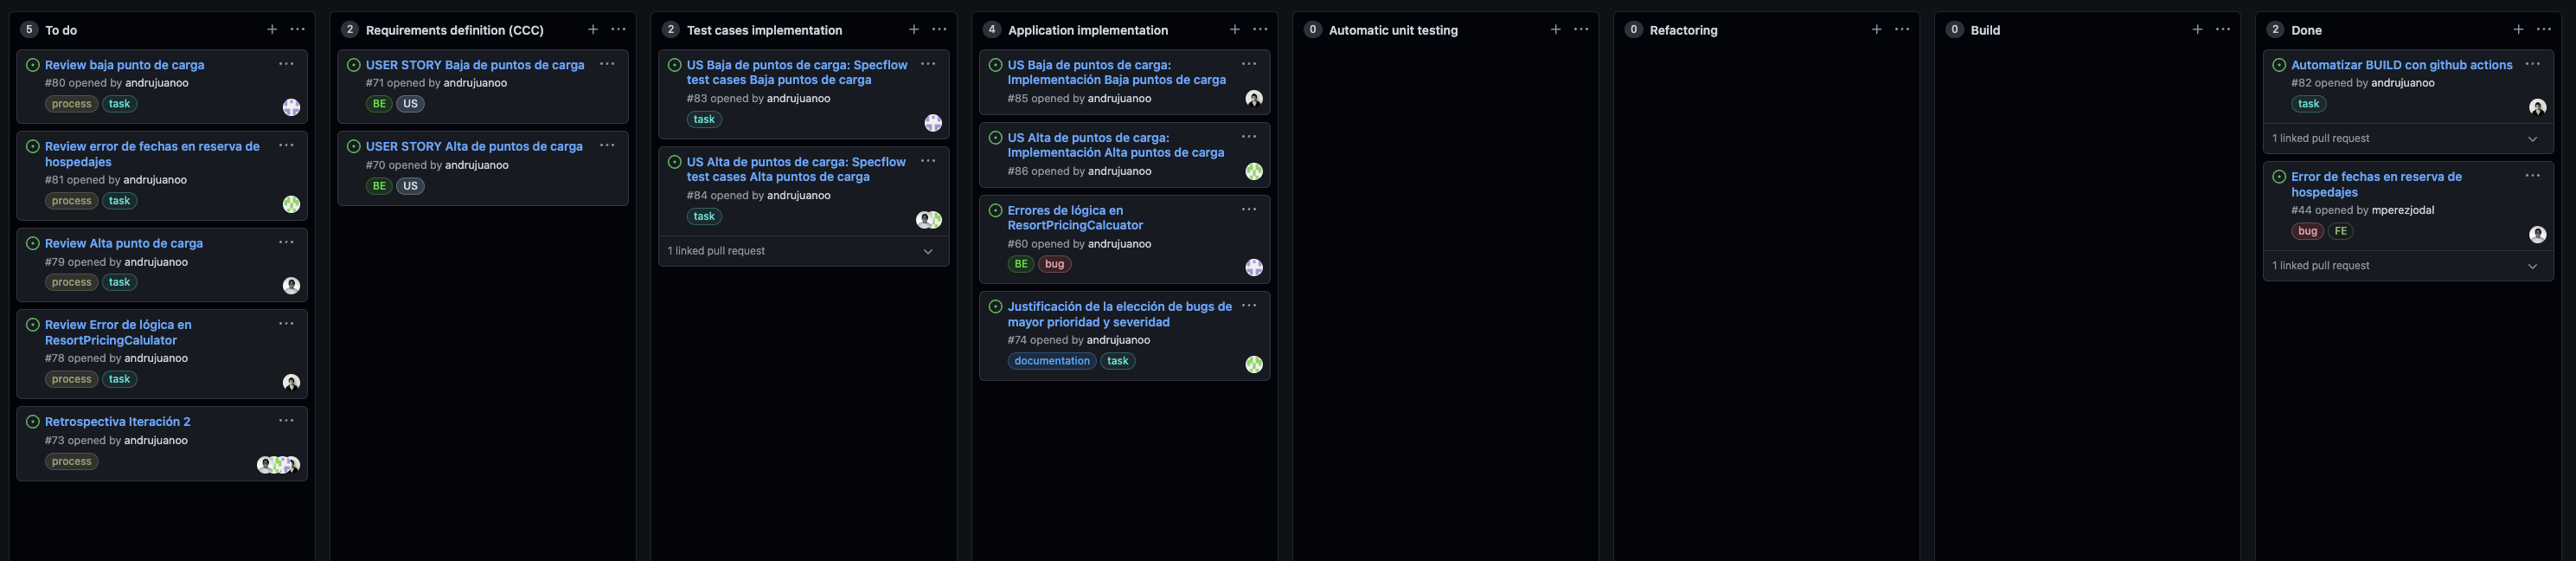 5 To do
Review baja punto de carga
#80 opened by andrujuanoo
process task
Review error de fechas en reserva de
hospedajes
#81 opened by andrujuanoo
process task
Review Alta punto de carga
#79 opened by andrujuanoo
process task
Review Error de lógica en
ResortPricingCalulator
#78 opened by andrujuanoo
process task
Retrospectiva Iteración 2
#73 opened by andrujuanoo
process
2 Requirements definition (CCC)
USER STORY Baja de puntos de carga
#71 opened by andrujuanoo
BE US
USER STORY Alta de puntos de carga
#70 opened by andrujuanoo
BE US
2 Test cases implementation
US Baja de puntos de carga: Specflow
test cases Baja puntos de carga
#83 opened by andrujuanoo
task
US Alta de puntos de carga: Specflow
test cases Alta puntos de carga
#84 opened by andrujuanoo
task
1 linked pull request
4 Application implementation
US Baja de puntos de carga:
Implementación Baja puntos de carga
#85 opened by andrujuanoo
US Alta de puntos de carga:
Implementación Alta puntos de carga
#86 opened by andrujuanoo
Errores de lógica en
ResortPricingCalcuator
#60 opened by andrujuanoo
BE bug
Justificación de la elección de bugs de
mayor prioridad y severidad
#74 opened by andrujuanoo
documentation task
0 Automatic unit testing
0 Refactoring
0 Build
2 Done
Automatizar BUILD con github actions
#82 opened by andrujuanoo
task
1 linked pull request
Error de fechas en reserva de
hospedajes
#44 opened by mperezjodal
bug FE
1 linked pull request